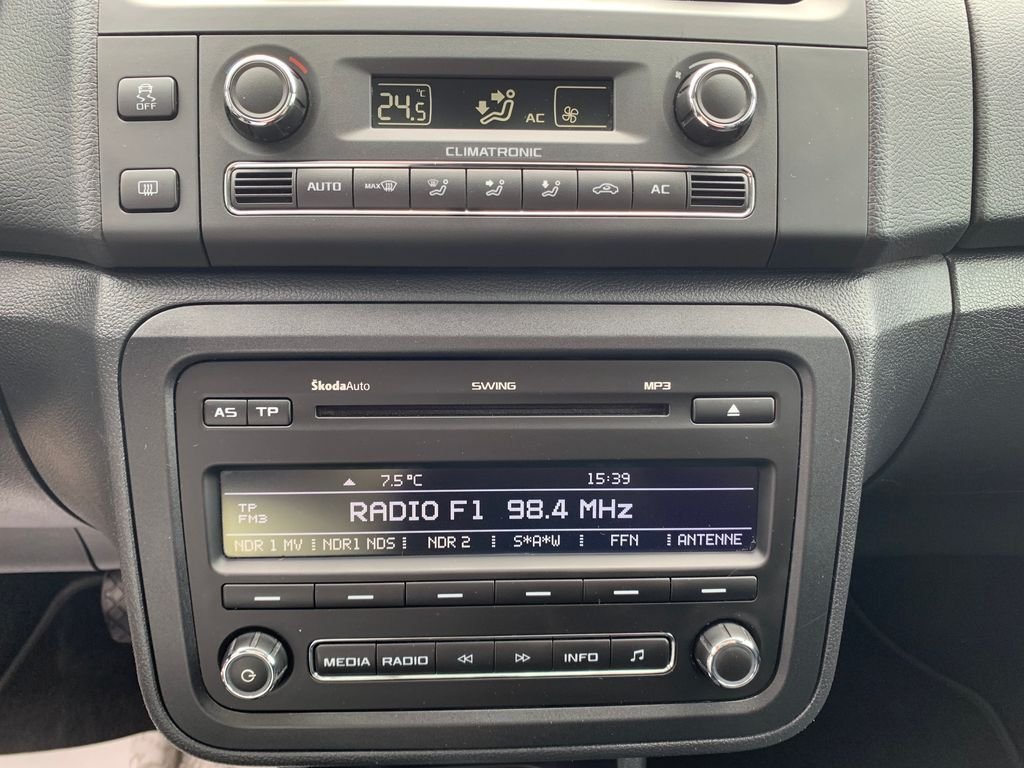 OFF
24.5 °C
AC
CLIMATRONIC
AUTO MAX AC
ŠkodaAuto SWING MP3
AS TP
7.5 °C 15:39
TP
FM3
RADIO F1 98.4 MHz
NDR 1 MV NDR1 NDS NDR 2 S*A*W FFN ANTENNE
MEDIA RADIO INFO